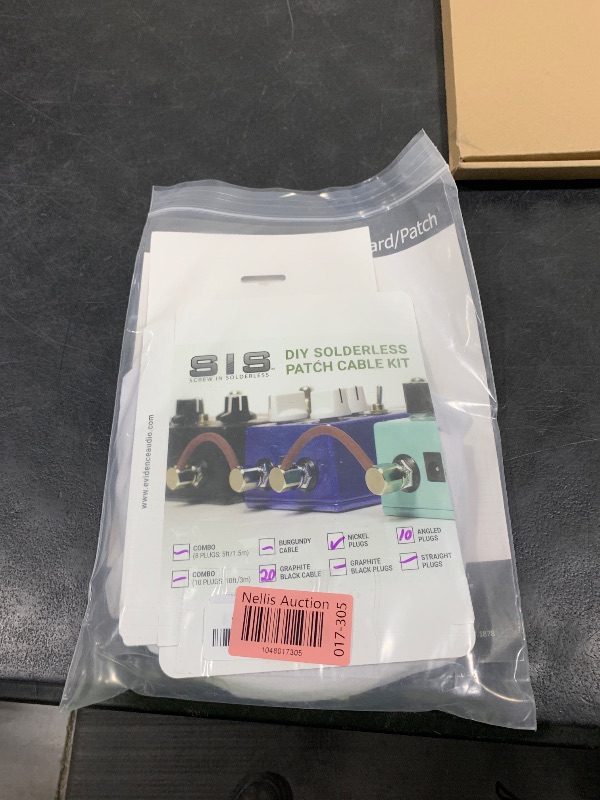 ard/Patch
SIS™
SCREW IN SOLDERLESS
DIY SOLDERLESS
PATCH CABLE KIT
www.evidenceaudio.com
COMBO
(8 PLUGS, 5ft/1.5m)
BURGUNDY
CABLE
NICKEL
PLUGS
10 ANGLED
PLUGS
COMBO
(10 PLUGS, 10ft/3m)
20 GRAPHITE
BLACK CABLE
GRAPHITE
BLACK PLUGS
STRAIGHT
PLUGS
Nellis Auction
1048017305
017-305